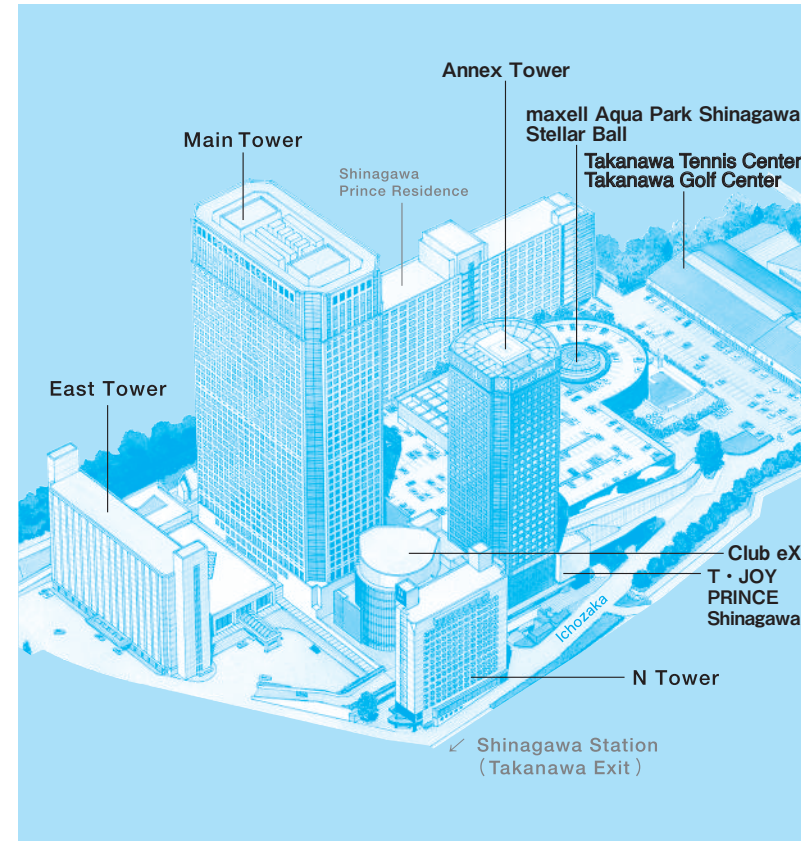 Annex Tower
maxell Aqua Park Shinagawa
Stellar Ball
Main Tower
Takanawa Tennis Center
Takanawa Golf Center
Shinagawa
Prince Residence
East Tower
Club eX
T・JOY
PRINCE
Shinagawa
Ichozaka
N Tower
↙ Shinagawa Station
(Takanawa Exit)